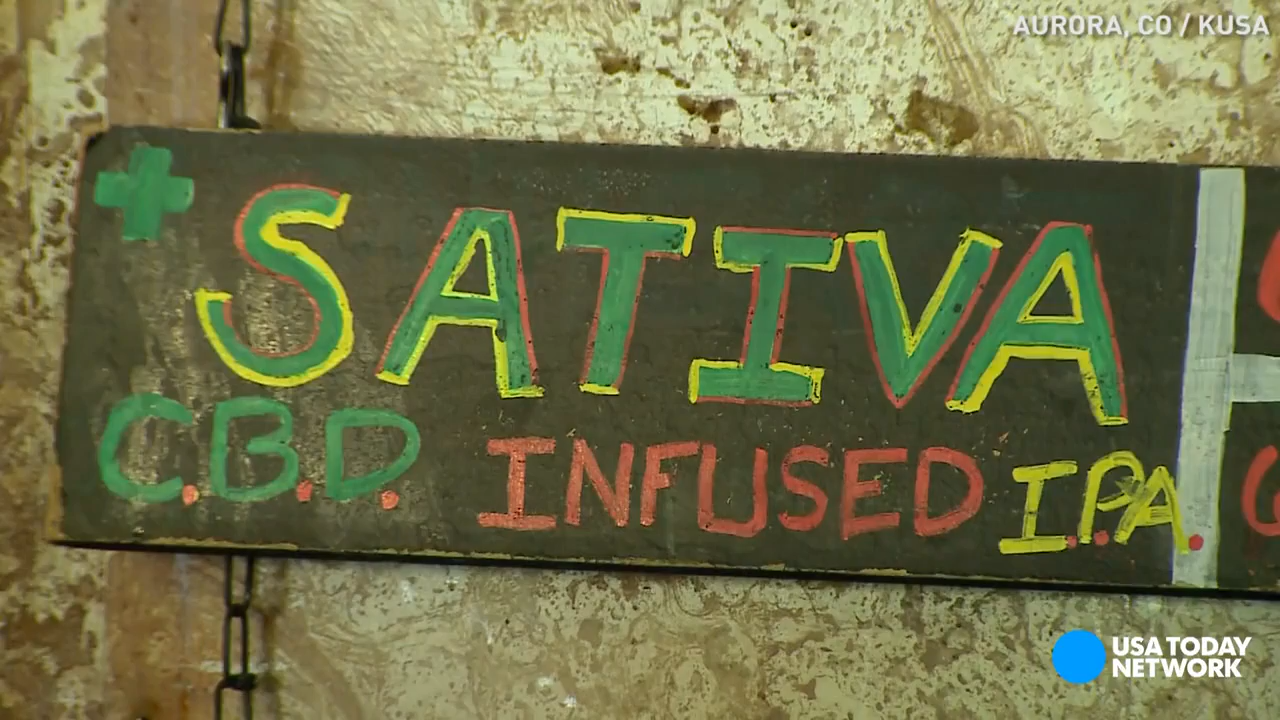 AURORA, CO / KUSA
SATIVA
C.B.D. INFUSED I.P.A.
USA TODAY
NETWORK